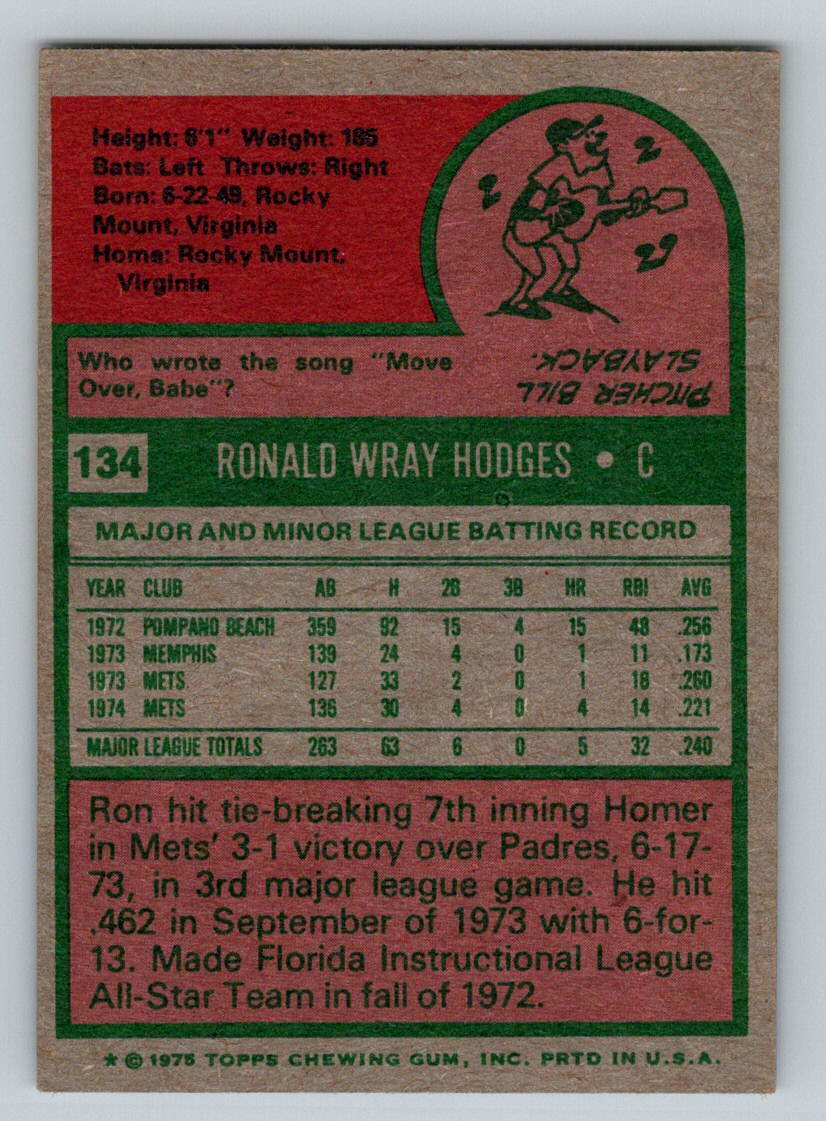 Height: 6'1" Weight: 185
Bats: Left Throws: Right
Born: 6-22-49, Rocky
Mount, Virginia
Home: Rocky Mount,
Virginia
Who wrote the song "Move
Over, Babe"?
PITCHER BILL
SLAYBACK.
134 RONALD WRAY HODGES • C
MAJOR AND MINOR LEAGUE BATTING RECORD
YEAR CLUB AB H 2B 3B HR RBI AVG
1972 POMPANO BEACH 359 92 15 4 15 48 .256
1973 MEMPHIS 139 24 4 0 1 11 .173
1973 METS 127 33 2 0 1 18 .260
1974 METS 136 30 4 0 4 14 .221
MAJOR LEAGUE TOTALS 263 63 6 0 5 32 .240
Ron hit tie-breaking 7th inning Homer
in Mets' 3-1 victory over Padres, 6-17-
73, in 3rd major league game. He hit
.462 in September of 1973 with 6-for-
13. Made Florida Instructional League
All-Star Team in fall of 1972.
* © 1975 TOPPS CHEWING GUM, INC. PRTD IN U.S.A.